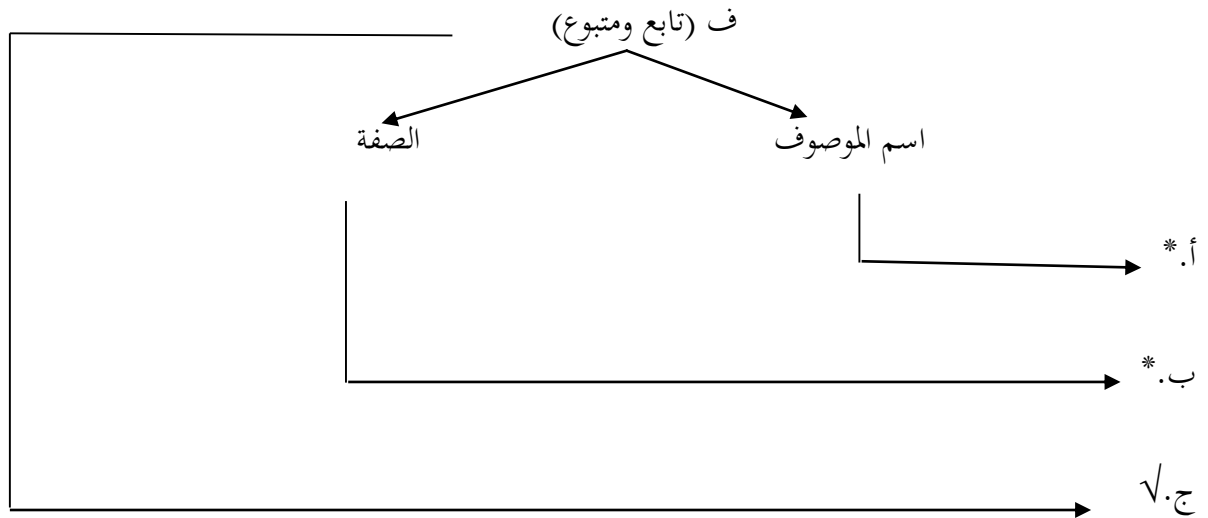 ف (تابع ومتبوع)
اسم الموصوف الصفة
أ.*
ب.*
ج.√